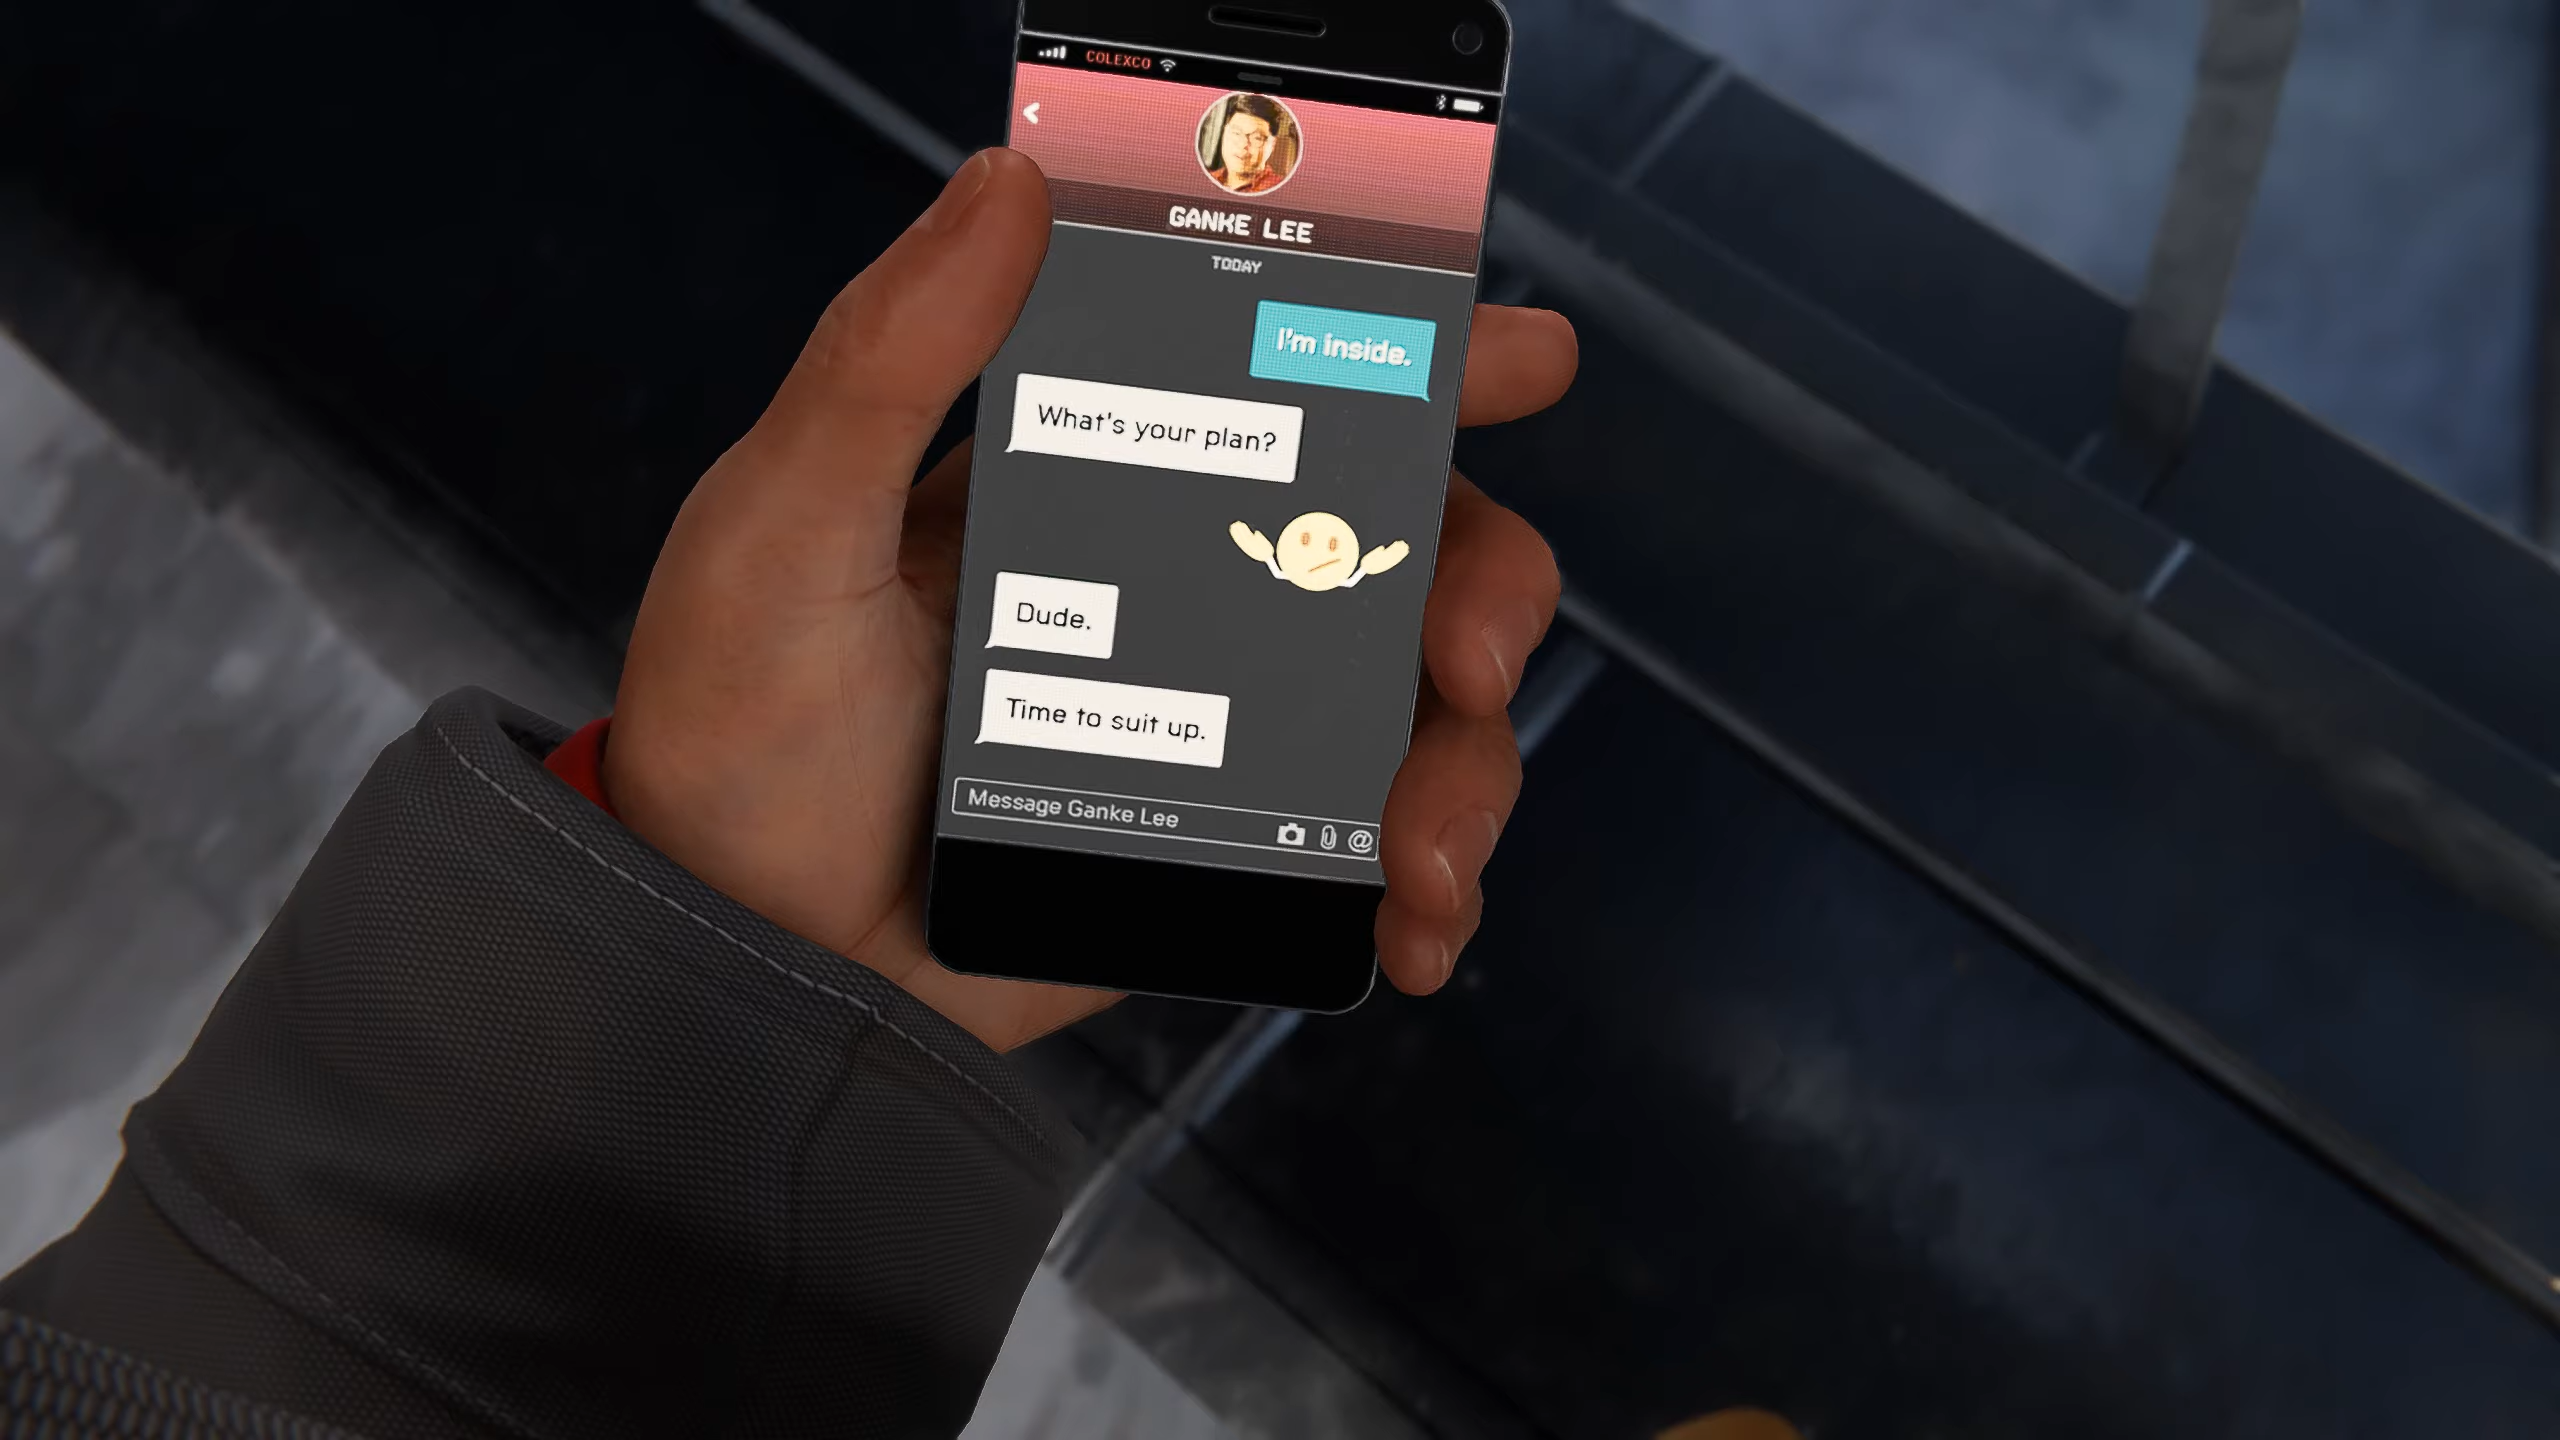 COLEXCO
GANKE LEE
TODAY
I'm inside.
What's your plan?
Dude.
Time to suit up.
Message Ganke Lee
@